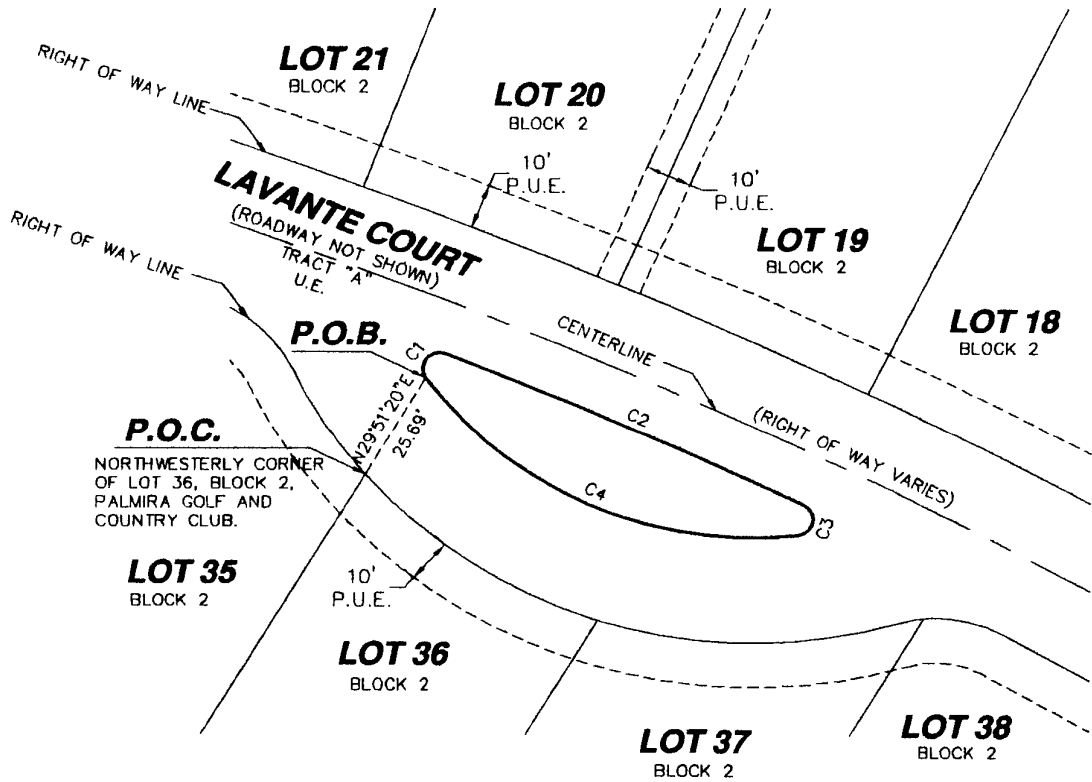 RIGHT OF WAY LINE
LOT 21
BLOCK 2
LOT 20
BLOCK 2
10'
P.U.E.
10'
P.U.E.
LOT 19
BLOCK 2
LOT 18
BLOCK 2
LAVANTE COURT
(ROADWAY NOT SHOWN)
TRACT "A"
U.E.
RIGHT OF WAY LINE
P.O.B.
C1
CENTERLINE
C2
(RIGHT OF WAY VARIES)
N29°51'20"E
25.69'
P.O.C.
NORTHWESTERLY CORNER
OF LOT 36, BLOCK 2,
PALMIRA GOLF AND
COUNTRY CLUB.
C4
C3
LOT 35
BLOCK 2
10'
P.U.E.
LOT 36
BLOCK 2
LOT 37
BLOCK 2
LOT 38
BLOCK 2